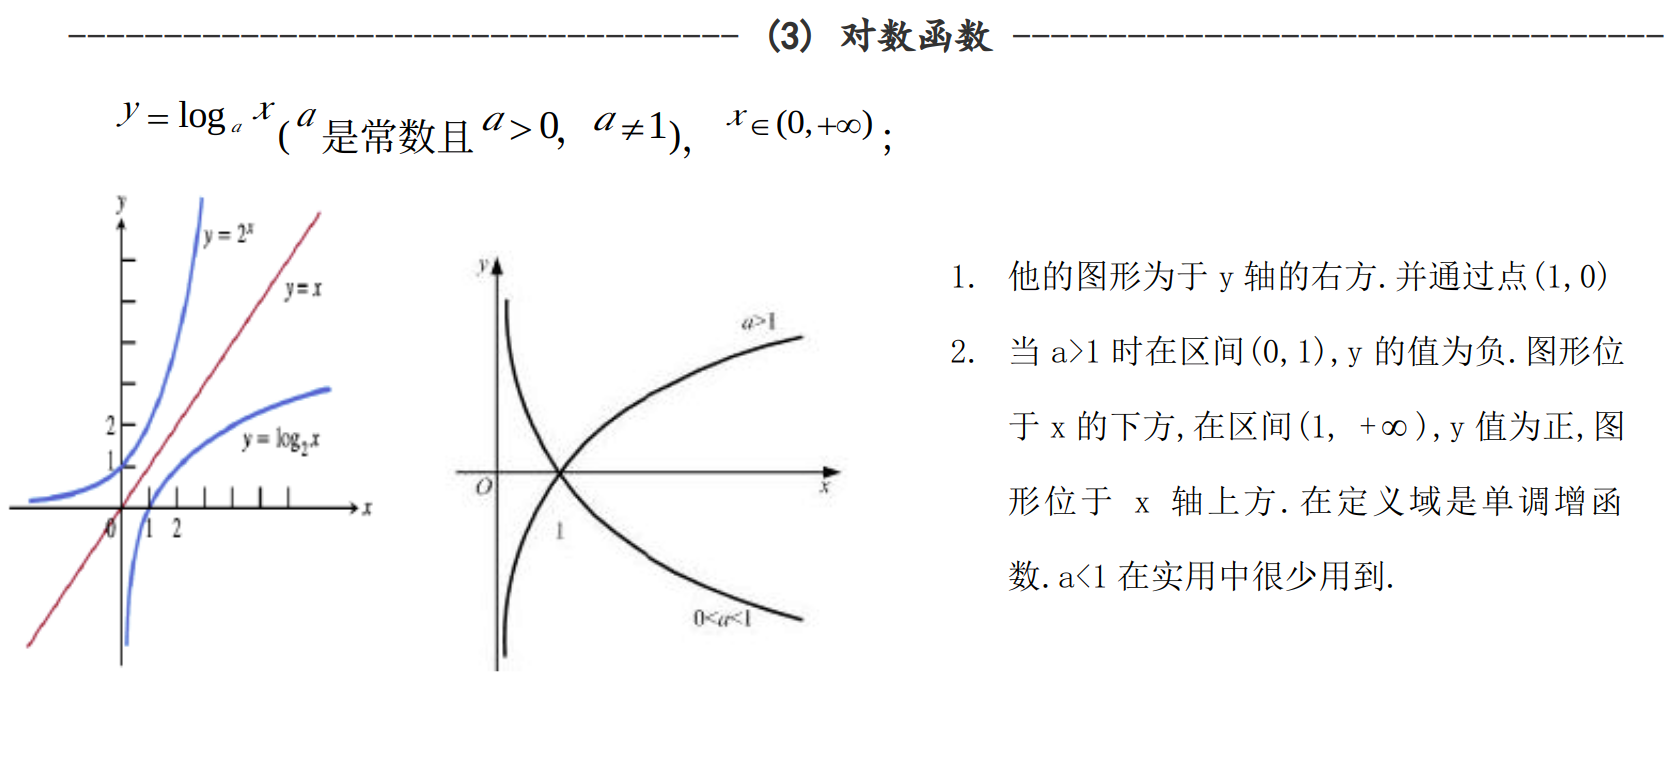 (3) 对数函数
y = logₐ x (a 是常数且 a > 0, a ≠ 1), x ∈ (0, +∞) ;
y
y = 2ˣ
y = x
y = log₂x
2
1
0 1 2
x
y
a>1
O
x
1
0<a<1
1. 他的图形为于 y 轴的右方.并通过点(1,0)
2. 当 a>1 时在区间(0,1),y 的值为负.图形位
于 x 的下方,在区间(1, +∞),y 值为正,图
形位于 x 轴上方.在定义域是单调增函
数.a<1 在实用中很少用到.